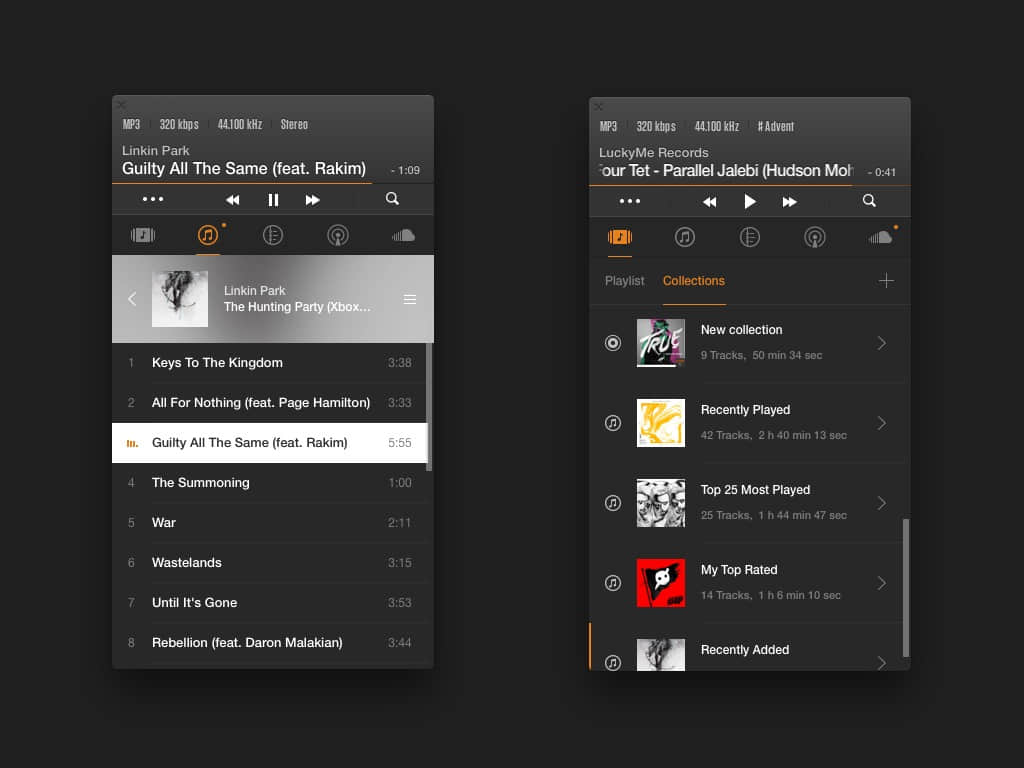 MP3 320 kbps 44.100 kHz Stereo
Linkin Park
Guilty All The Same (feat. Rakim) - 1:09
Linkin Park
The Hunting Party (Xbox...
1 Keys To The Kingdom 3:38
2 All For Nothing (feat. Page Hamilton) 3:33
Guilty All The Same (feat. Rakim) 5:55
4 The Summoning 1:00
5 War 2:11
6 Wastelands 3:15
7 Until It's Gone 3:53
8 Rebellion (feat. Daron Malakian) 3:44
MP3 320 kbps 44.100 kHz # Advent
LuckyMe Records
Four Tet - Parallel Jalebi (Hudson Moh - 0:41
Playlist Collections
TRUE
New collection
9 Tracks, 50 min 34 sec
Recently Played
42 Tracks, 2 h 40 min 13 sec
Top 25 Most Played
25 Tracks, 1 h 44 min 47 sec
My Top Rated
14 Tracks, 1 h 6 min 10 sec
Recently Added